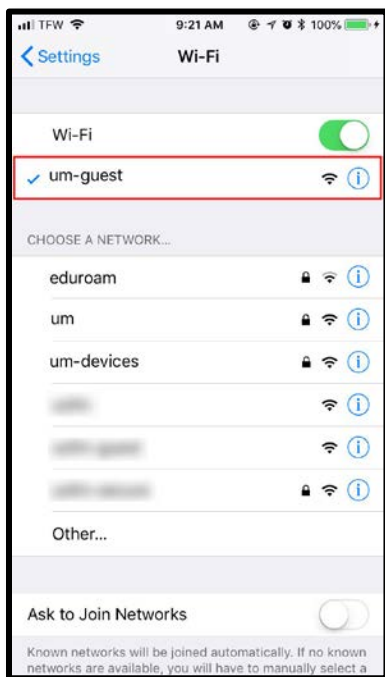 TFW 9:21 AM 100%
Settings Wi-Fi
Wi-Fi
um-guest
CHOOSE A NETWORK...
eduroam
um
um-devices
Other...
Ask to Join Networks
Known networks will be joined automatically. If no known
networks are available, you will have to manually select a